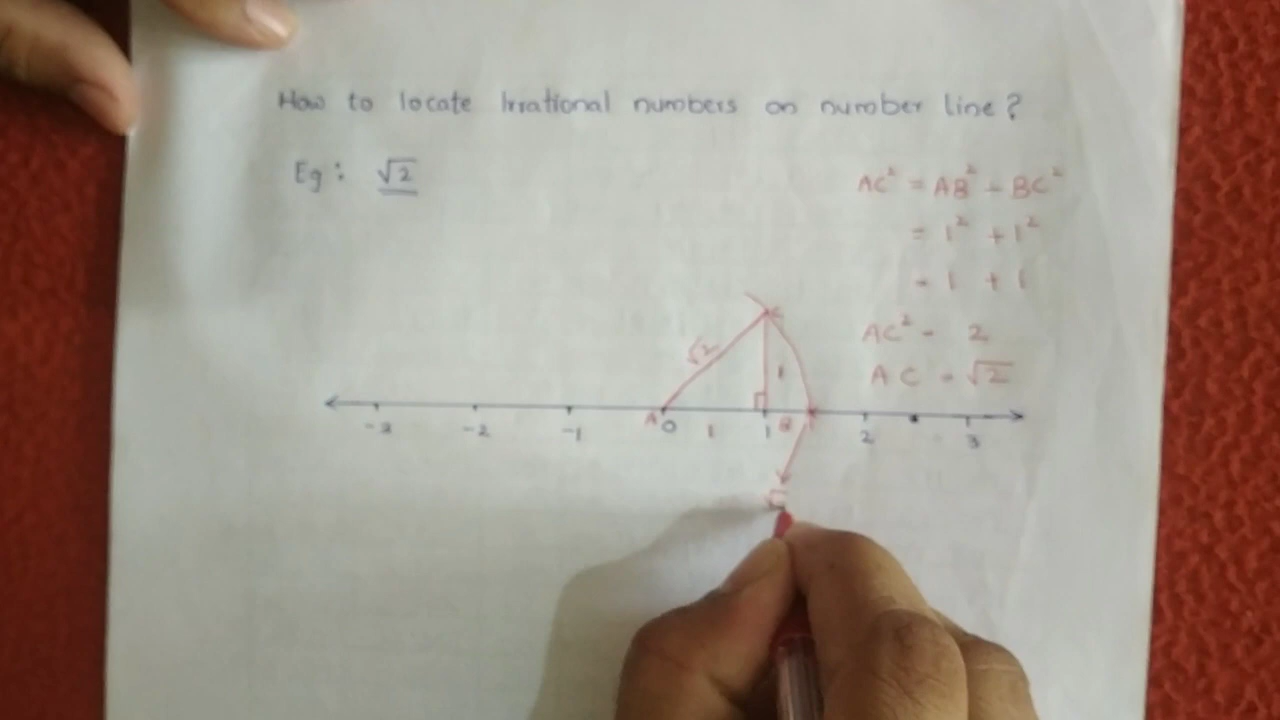 How to locate Irrational numbers on number line?
Eg: √2
AC² = AB² + BC²
= 1² + 1²
= 1 + 1
AC² = 2
AC = √2
C
√2
1
A
1
B
-3 -2 -1 0 1 2 3